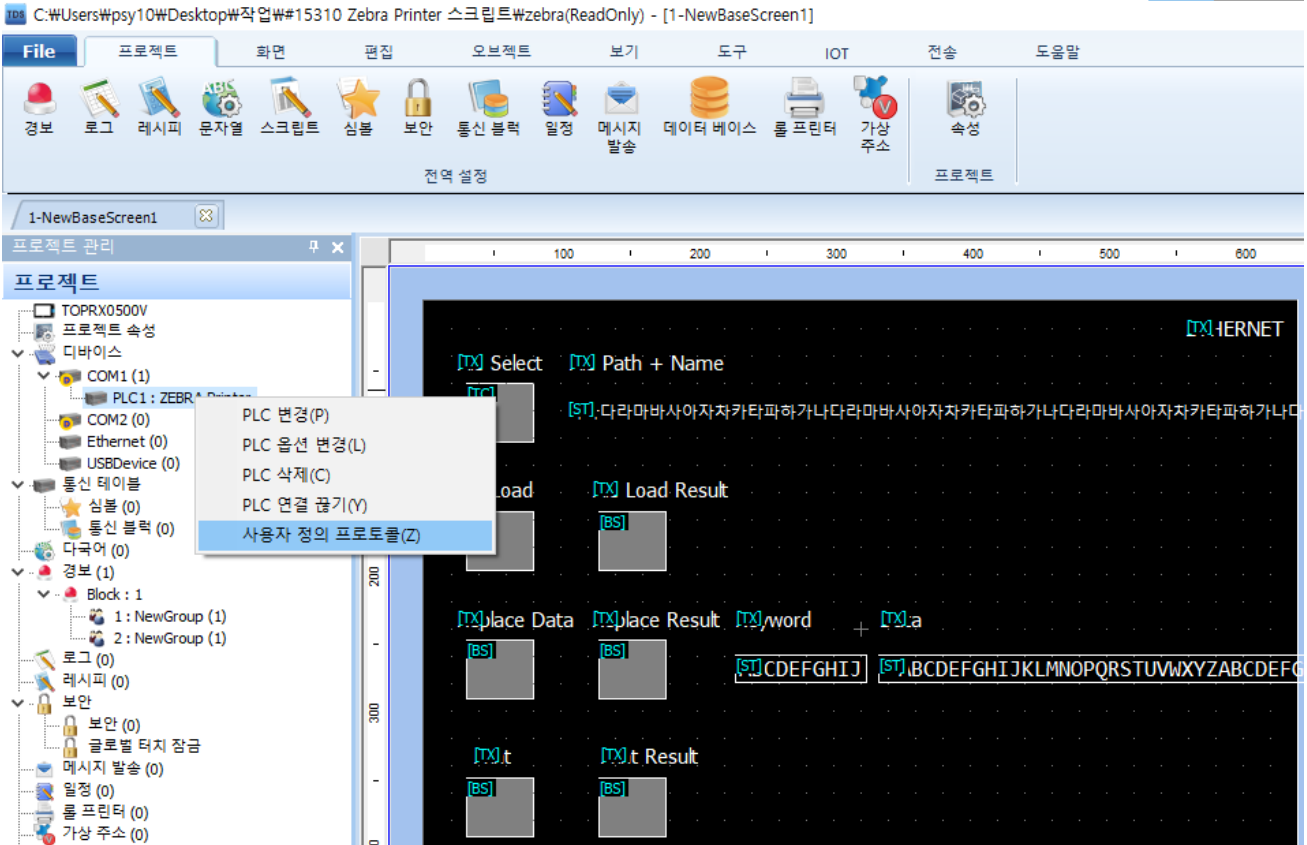 TDS C:\Users\psy10\Desktop\작업\#15310 Zebra Printer 스크립트\zebra(ReadOnly) - [1-NewBaseScreen1]
File 프로젝트 화면 편집 오브젝트 보기 도구 IOT 전송 도움말
경보 로그 레시피 문자열 스크립트 심볼 보안 통신 블럭 일정 메시지 발송 데이터 베이스 롤 프린터 가상 주소 속성
전역 설정 프로젝트
1-NewBaseScreen1
프로젝트 관리
프로젝트
TOPRX0500V
프로젝트 속성
디바이스
COM1 (1)
PLC1 : ZEBRA Printer
COM2 (0)
Ethernet (0)
USBDevice (0)
통신 테이블
심볼 (0)
통신 블럭 (0)
다국어 (0)
경보 (1)
Block : 1
1 : NewGroup (1)
2 : NewGroup (1)
로그 (0)
레시피 (0)
보안
보안 (0)
글로벌 터치 잠금
메시지 발송 (0)
일정 (0)
롤 프린터 (0)
가상 주소 (0)
PLC 변경(P)
PLC 옵션 변경(L)
PLC 삭제(C)
PLC 연결 끊기(Y)
사용자 정의 프로토콜(Z)
100 200 300 400 500 600
200
300
[TX]HERNET
[TX] Select [TX] Path + Name
[TC]
[ST]다라마바사아자차카타파하가나다라마바사아자차카타파하가나다라마바사아자차카타파하가나다
Load [TX] Load Result
[BS]
[TX]place Data [TX]place Result [TX]yword [TX]a
[BS] [BS] [ST]CDEFGHIJ [ST]ABCDEFGHIJKLMNOPQRSTUVWXYZABCDEFG
[TX]t [TX]t Result
[BS] [BS]